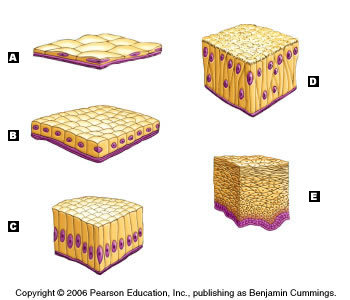 A
D
B
E
C
Copyright © 2006 Pearson Education, Inc., publishing as Benjamin Cummings.